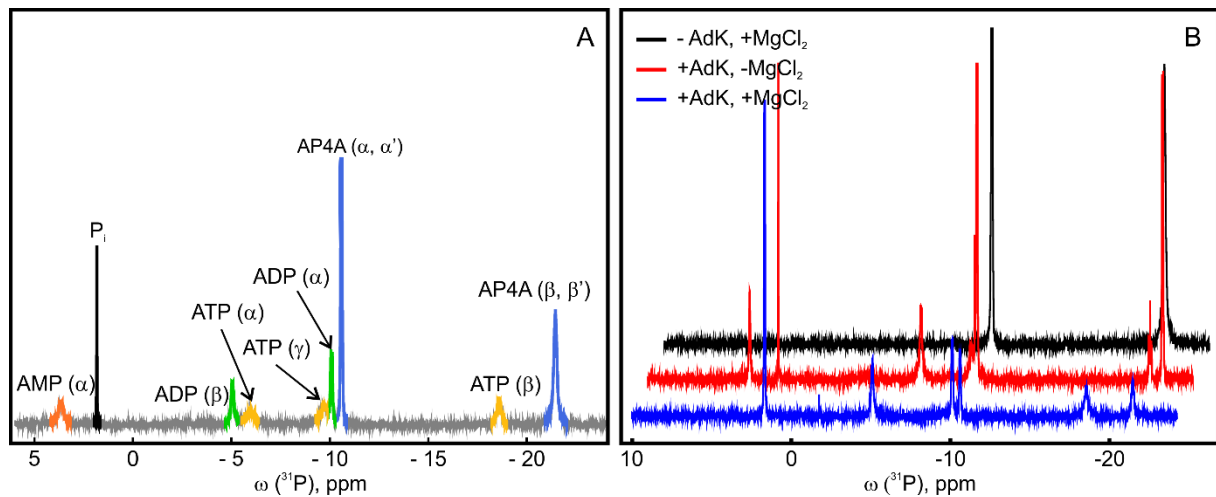 A
AP4A (α, α')
P
i
ADP (α)
AP4A (β, β')
ATP (α)
ATP (γ)
AMP (α)
ADP (β)
ATP (β)
5 0 - 5 - 10 - 15 - 20
ω (³¹P), ppm
B
- AdK, +MgCl₂
+AdK, -MgCl₂
+AdK, +MgCl₂
10 0 -10 -20
ω (³¹P), ppm